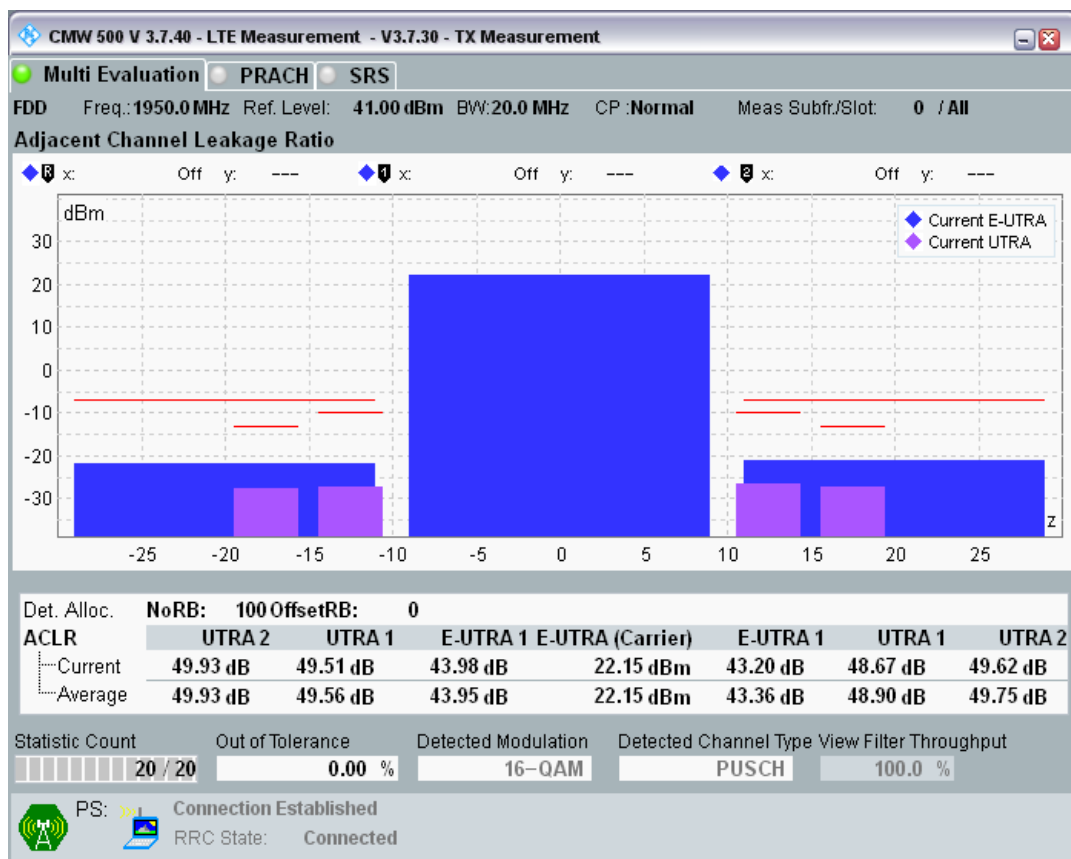 CMW 500 V 3.7.40 - LTE Measurement - V3.7.30 - TX Measurement
Multi Evaluation PRACH SRS
FDD Freq.: 1950.0 MHz Ref. Level: 41.00 dBm BW: 20.0 MHz CP : Normal Meas Subfr./Slot: 0 / All
Adjacent Channel Leakage Ratio
R x: Off y: --- 1 x: Off y: --- 2 x: Off y: ---
dBm
Current E-UTRA
Current UTRA
30
20
10
0
-10
-20
-30
z
-25 -20 -15 -10 -5 0 5 10 15 20 25
Det. Alloc. NoRB: 100 OffsetRB: 0
ACLR UTRA 2 UTRA 1 E-UTRA 1 E-UTRA (Carrier) E-UTRA 1 UTRA 1 UTRA 2
Current 49.93 dB 49.51 dB 43.98 dB 22.15 dBm 43.20 dB 48.67 dB 49.62 dB
Average 49.93 dB 49.56 dB 43.95 dB 22.15 dBm 43.36 dB 48.90 dB 49.75 dB
Statistic Count Out of Tolerance Detected Modulation Detected Channel Type View Filter Throughput
20 / 20 0.00 % 16-QAM PUSCH 100.0 %
PS: Connection Established
RRC State: Connected